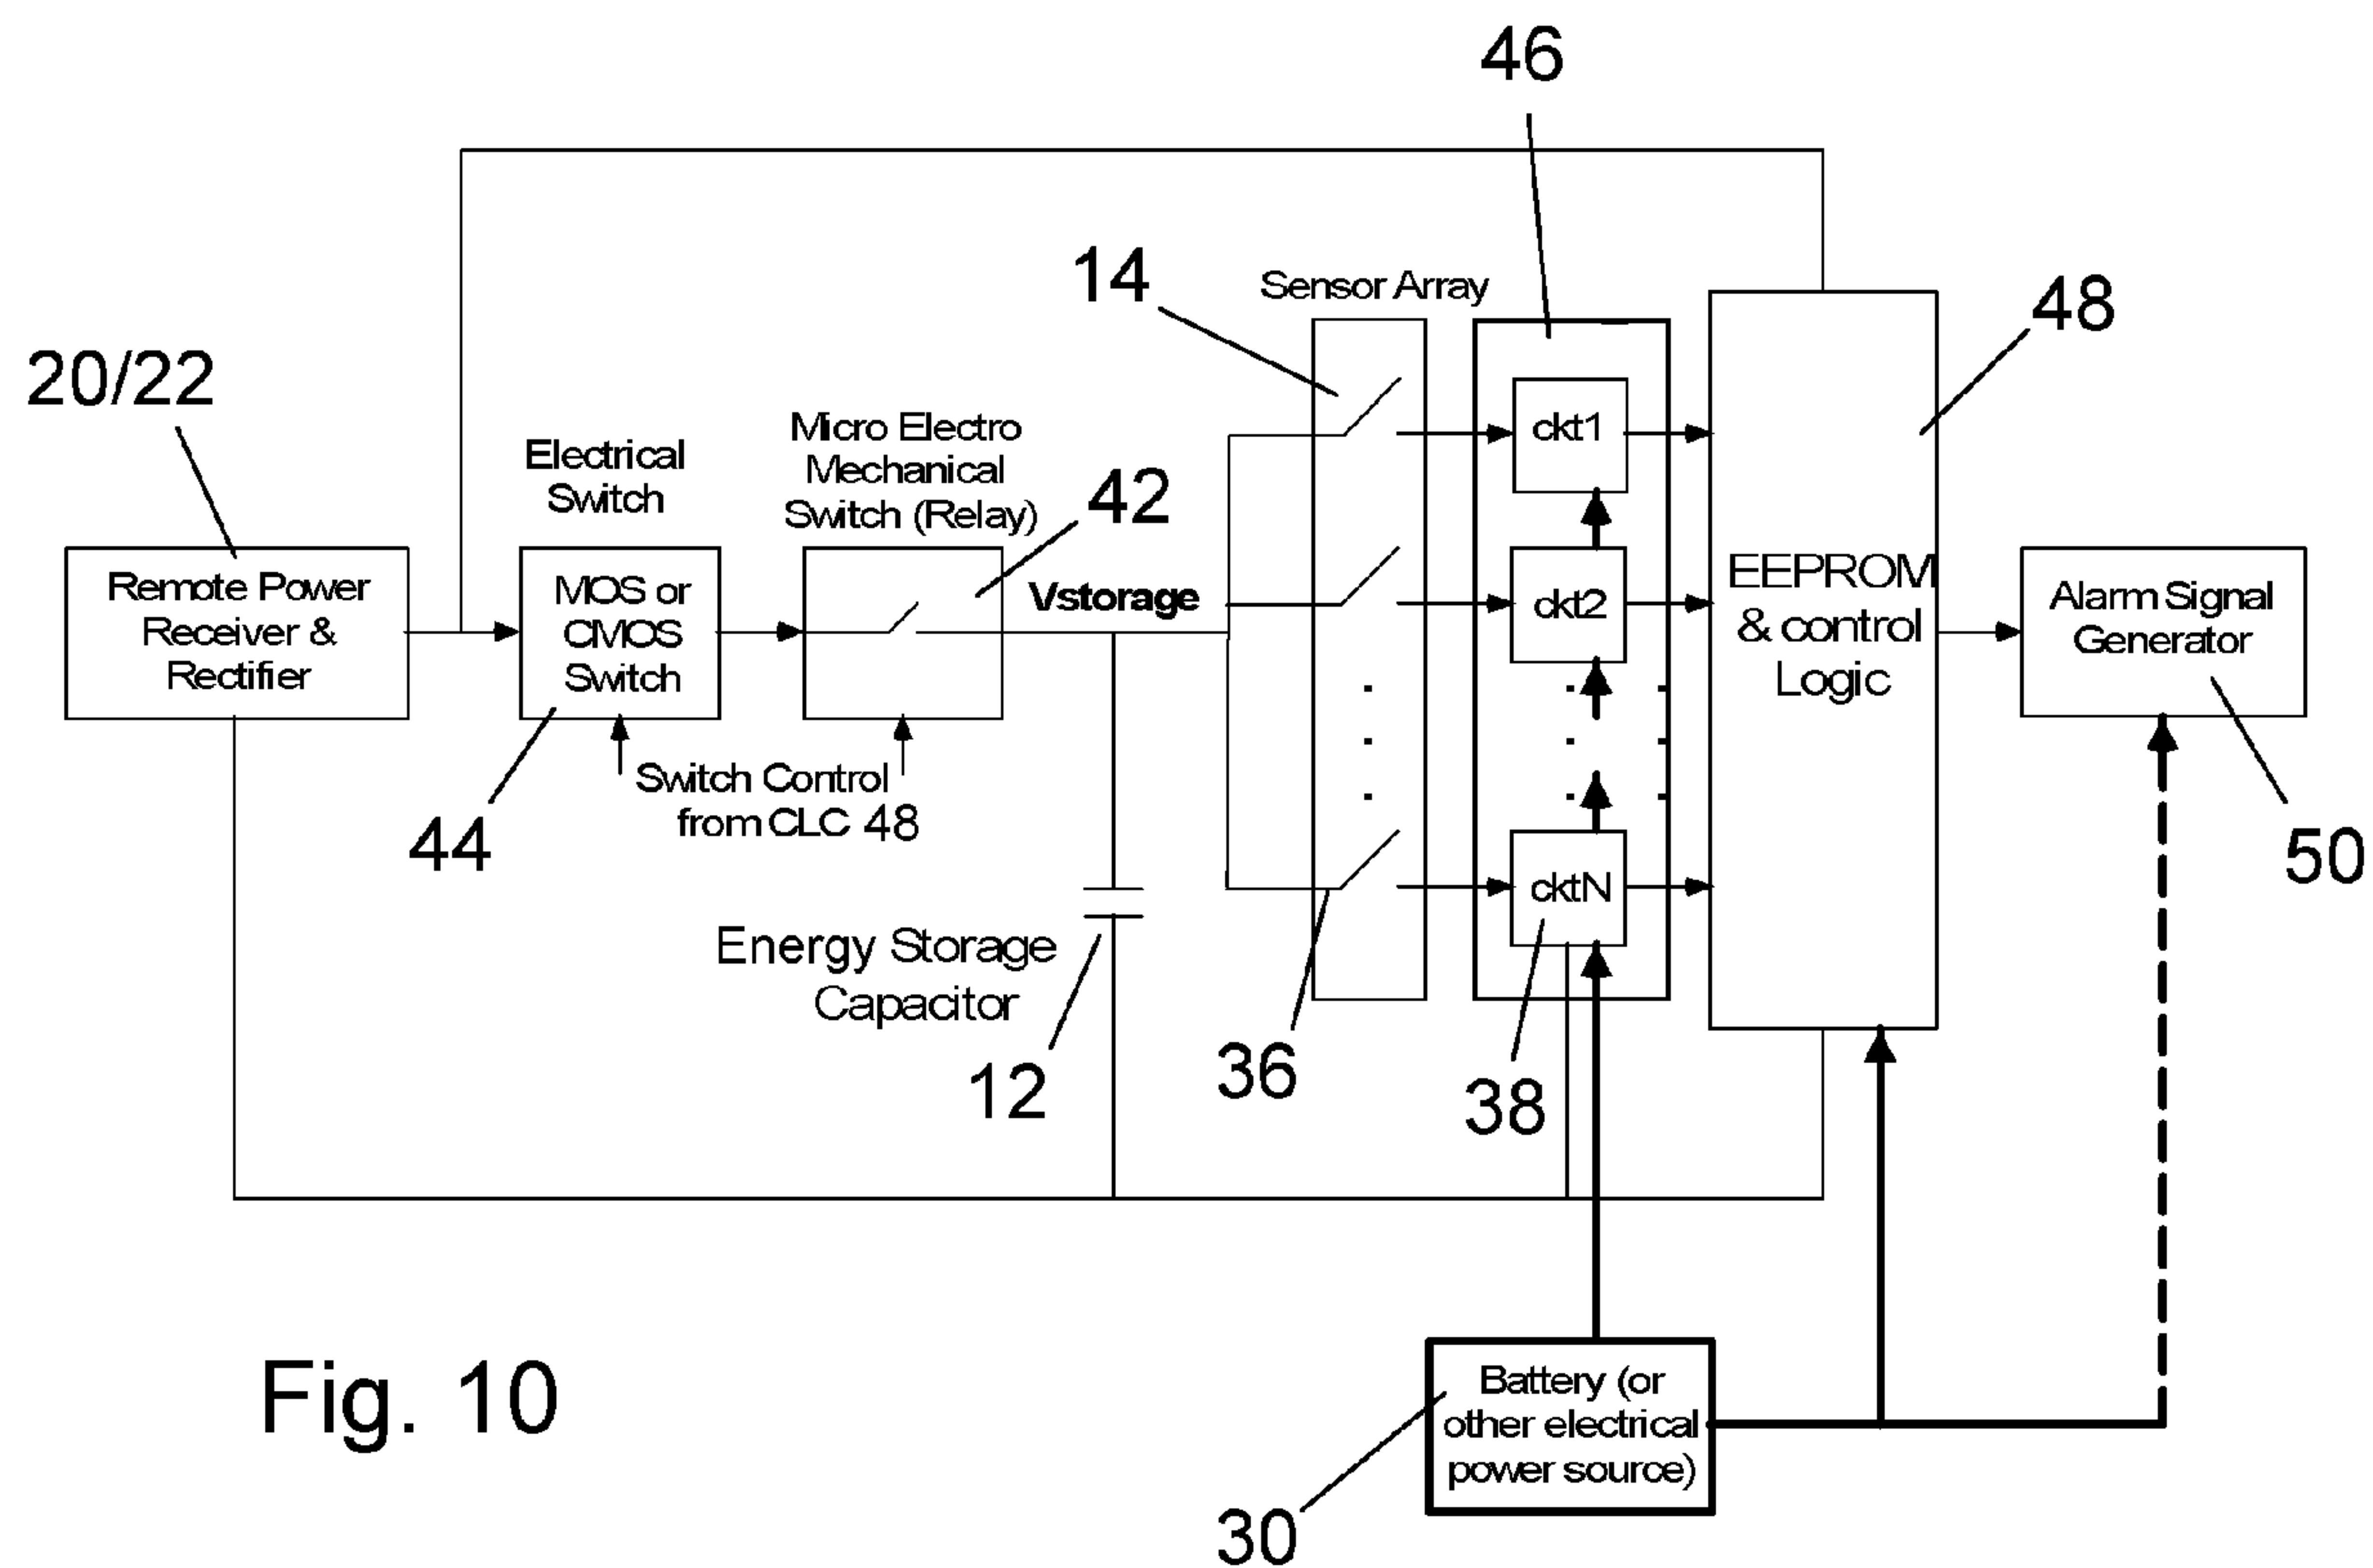 46
14
Sensor Array
48
20/22
Electrical
Switch
Micro Electro
Mechanical
Switch (Relay)
42
ckt1
Remote Power
Receiver &
Rectifier
MOS or
CMOS
Switch
Vstorage
ckt2
EEPROM
& control
Logic
Alarm Signal
Generator
Switch Control
from CLC 48
44
50
cktN
Energy Storage
Capacitor
12
36
38
Fig. 10
Battery (or
other electrical
power source)
30